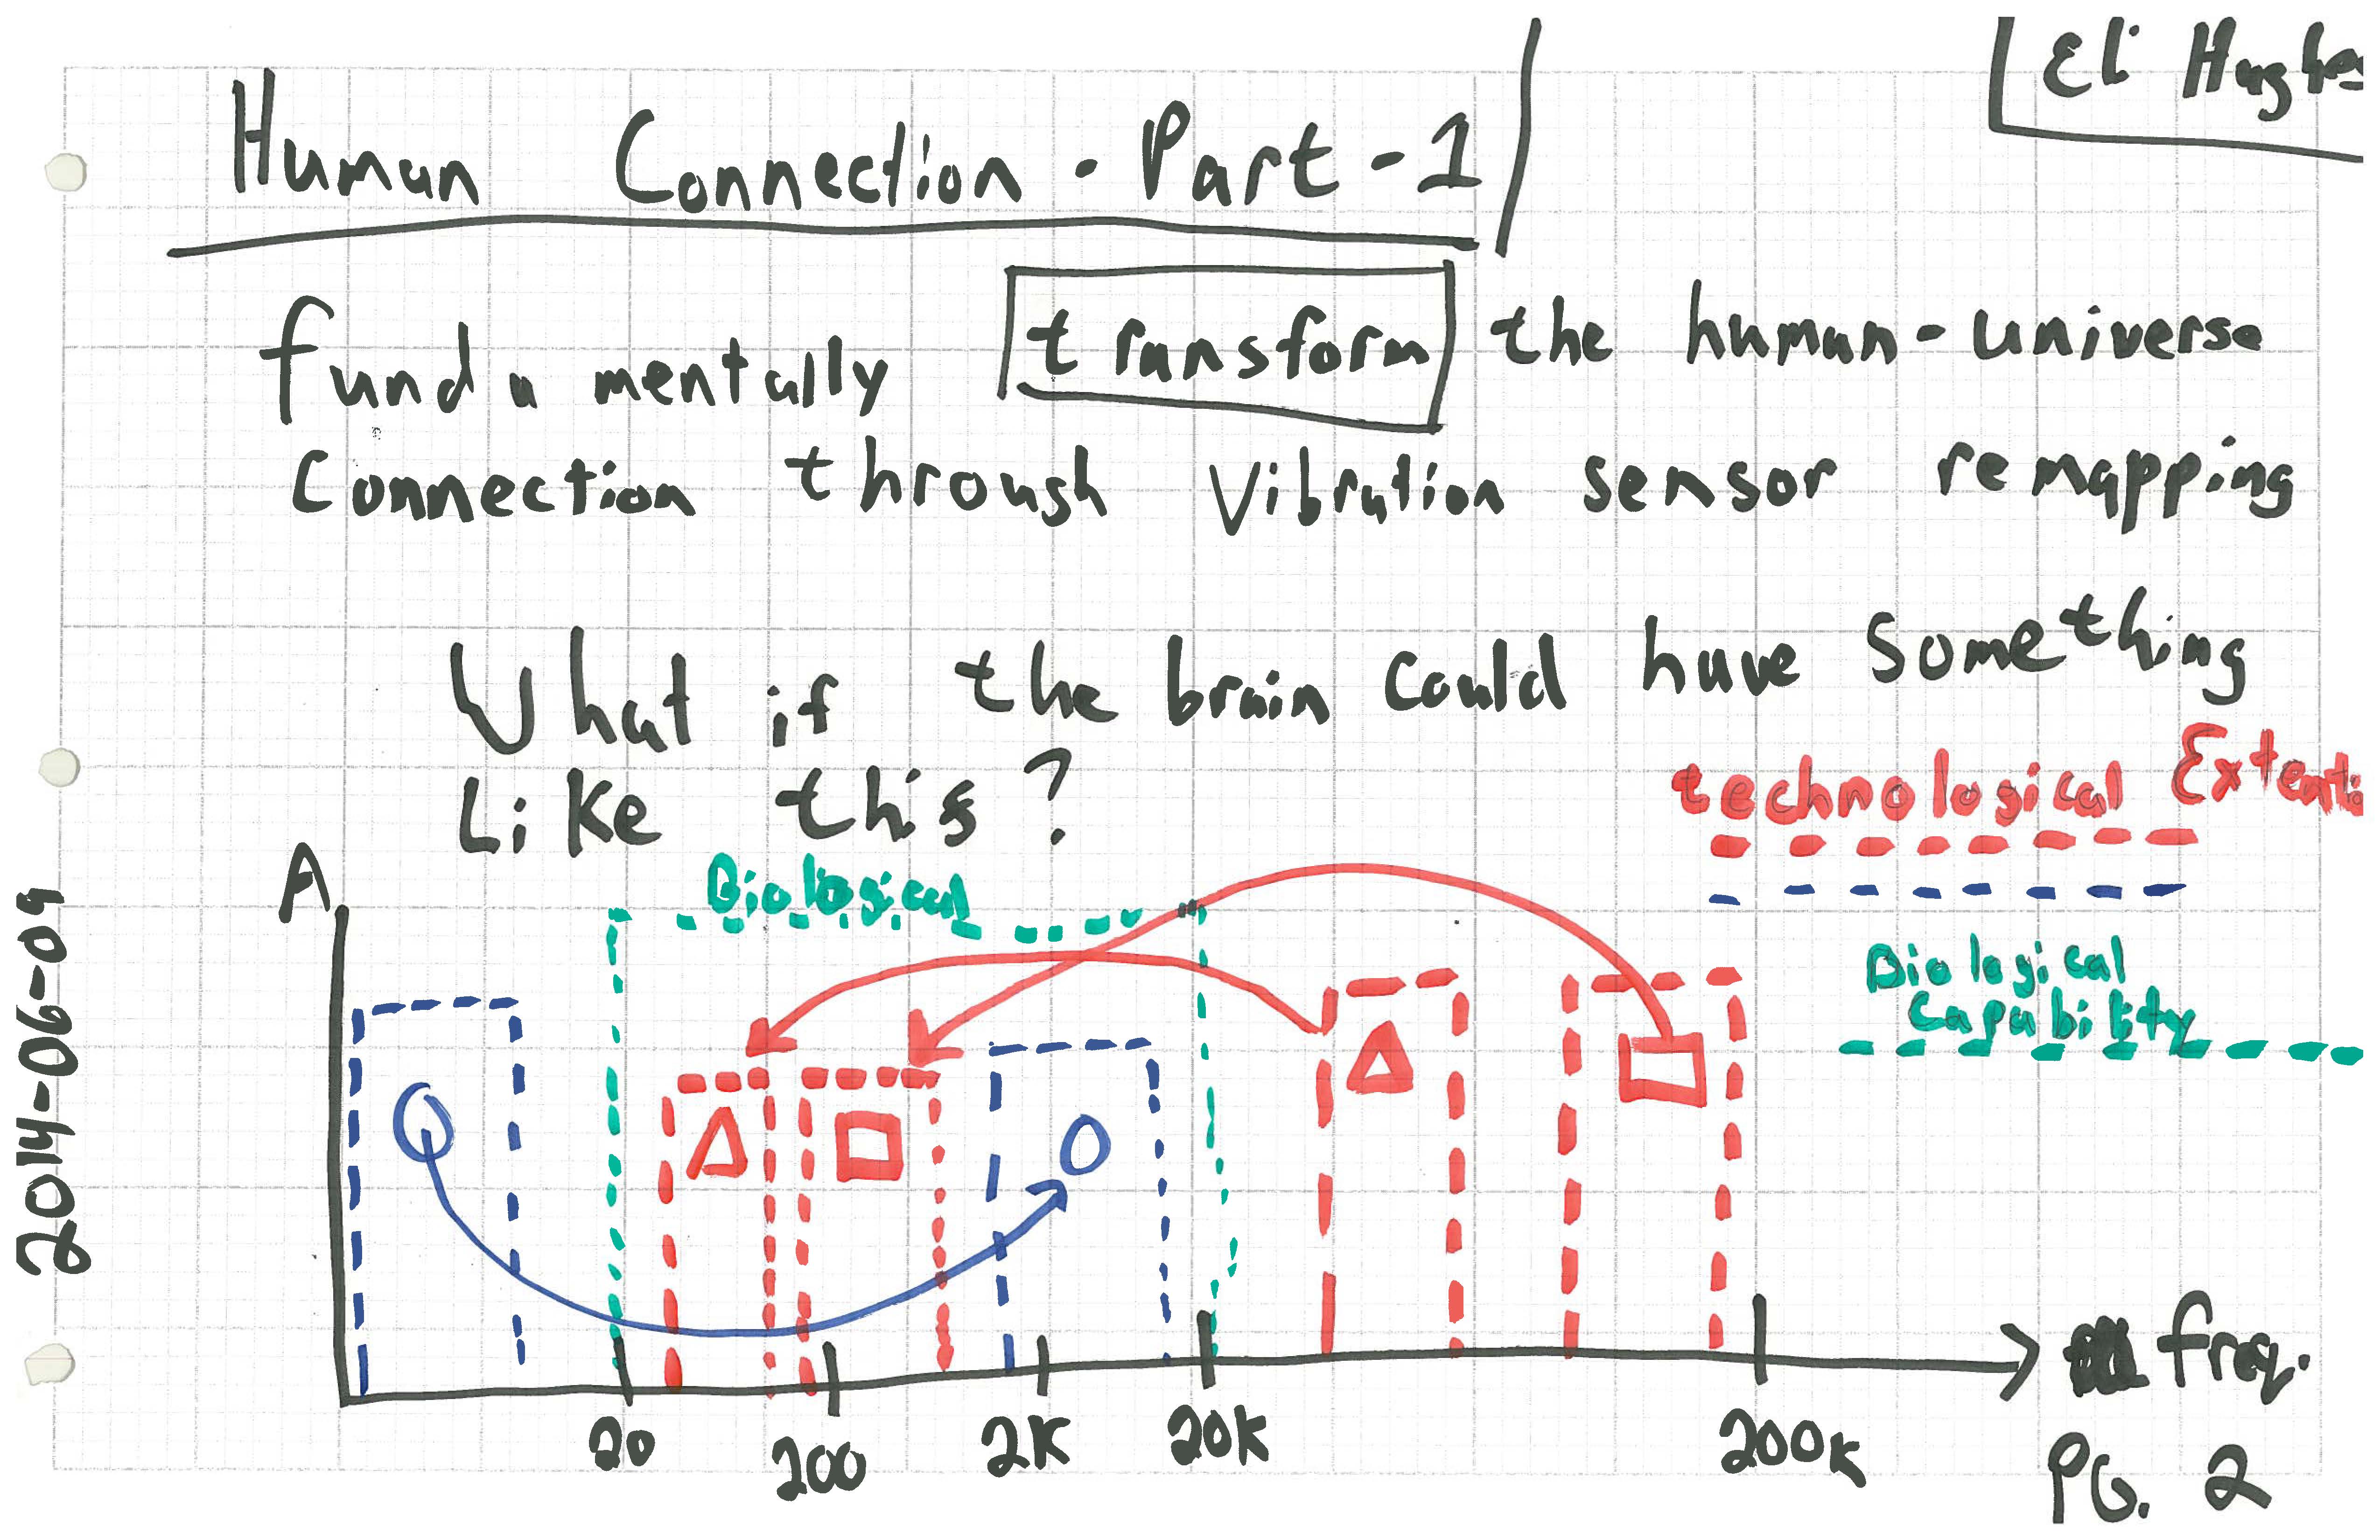 Eli Hughes
Human Connection - Part - 1
fundamentally transform the human-universe
Connection through Vibration sensor remapping
What if the brain could have something
Like this?
technological Extenti
Biological
A
Biological
Capability
2014-06-09
freq.
20 200 2K 20K 200K
PG. 2